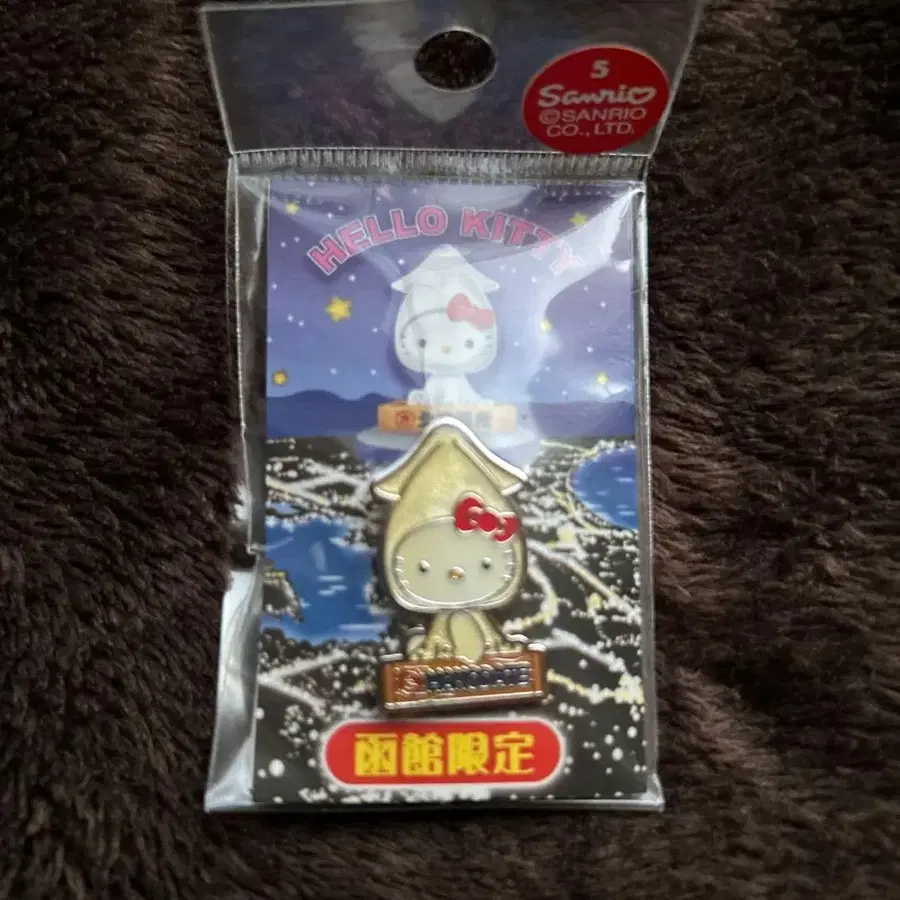 5
Sanrio
©SANRIO
CO., LTD.
HELLO KITTY
HAKODATE
函館限定